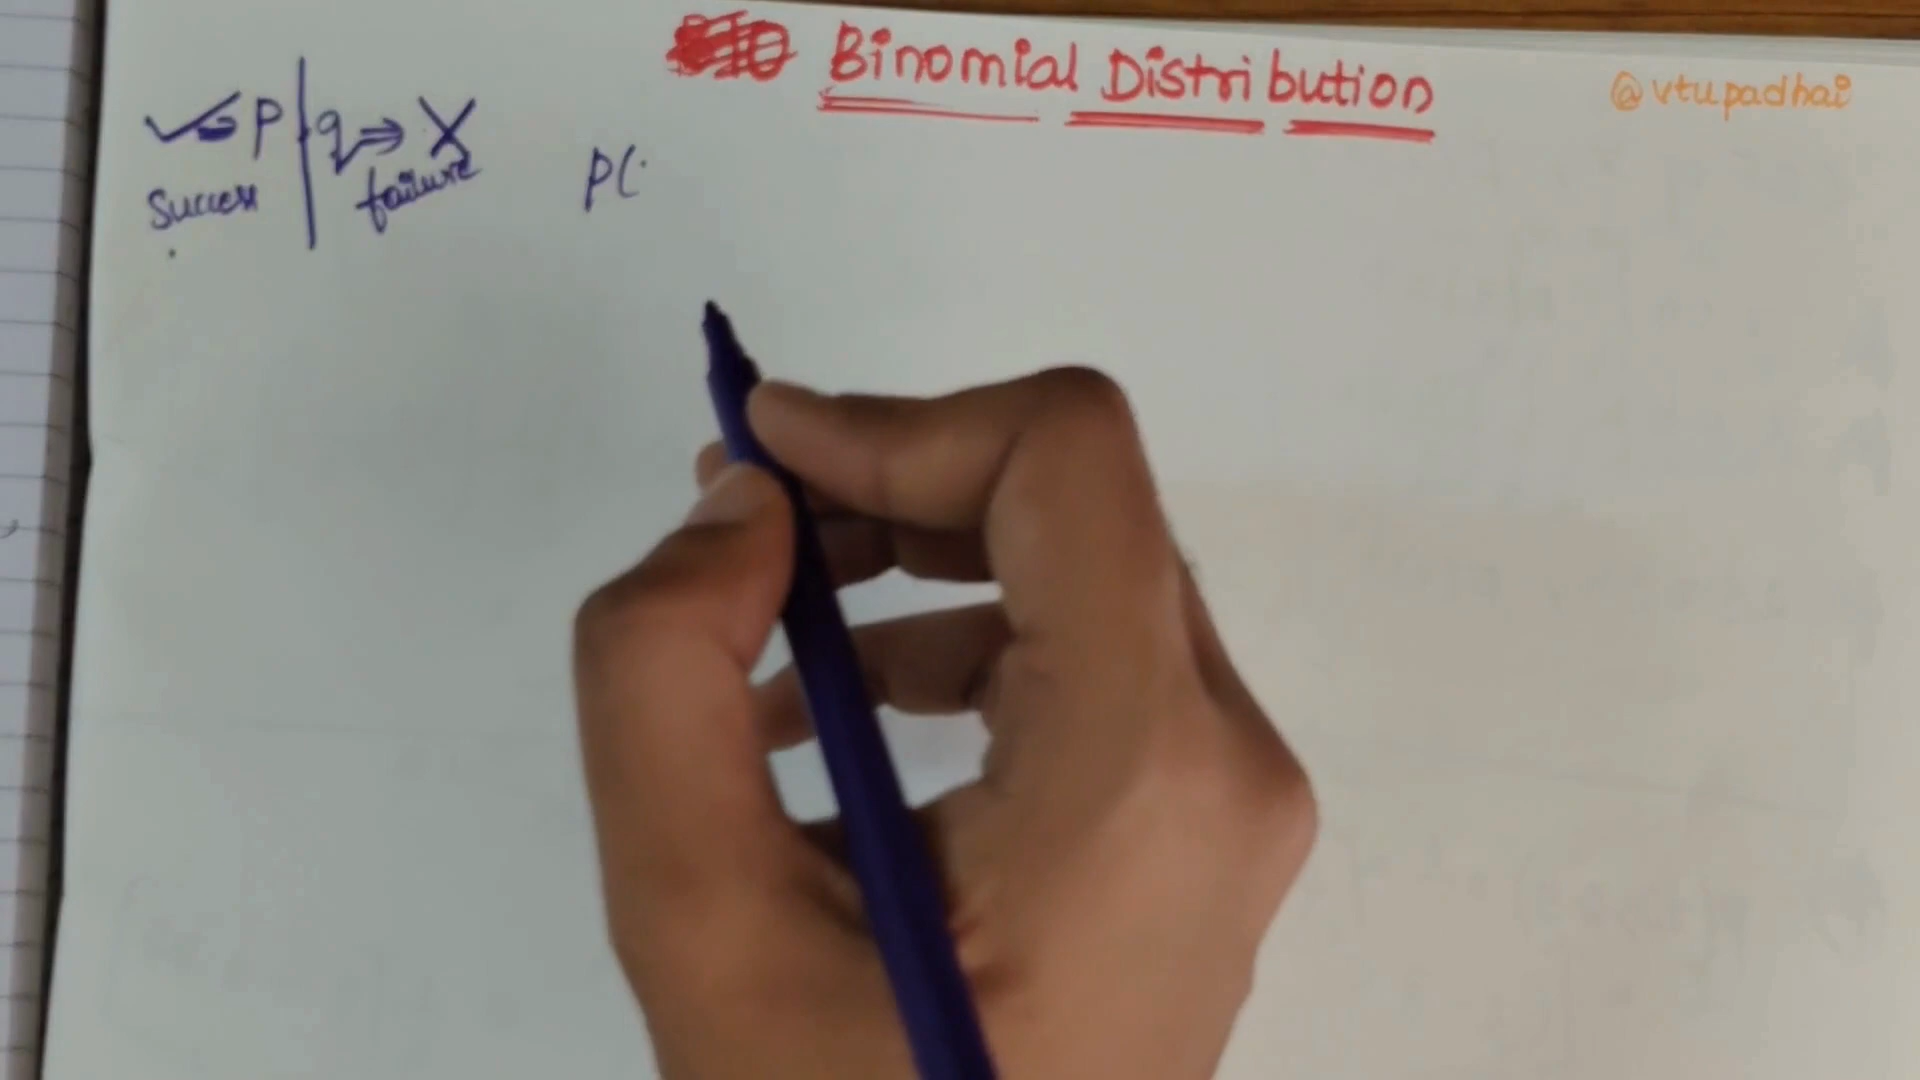 Binomial Distribution
@vtupadhai
P | q ⇒ X
Success failure
P(